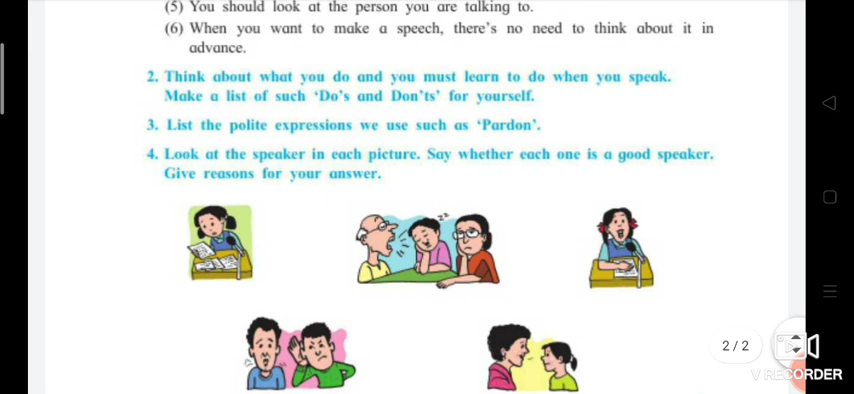 (5) You should look at the person you are talking to.
(6) When you want to make a speech, there's no need to think about it in
advance.
2. Think about what you do and you must learn to do when you speak.
Make a list of such 'Do's and Don'ts' for yourself.
3. List the polite expressions we use such as 'Pardon'.
4. Look at the speaker in each picture. Say whether each one is a good speaker.
Give reasons for your answer.
zz
2 / 2
V RECORDER